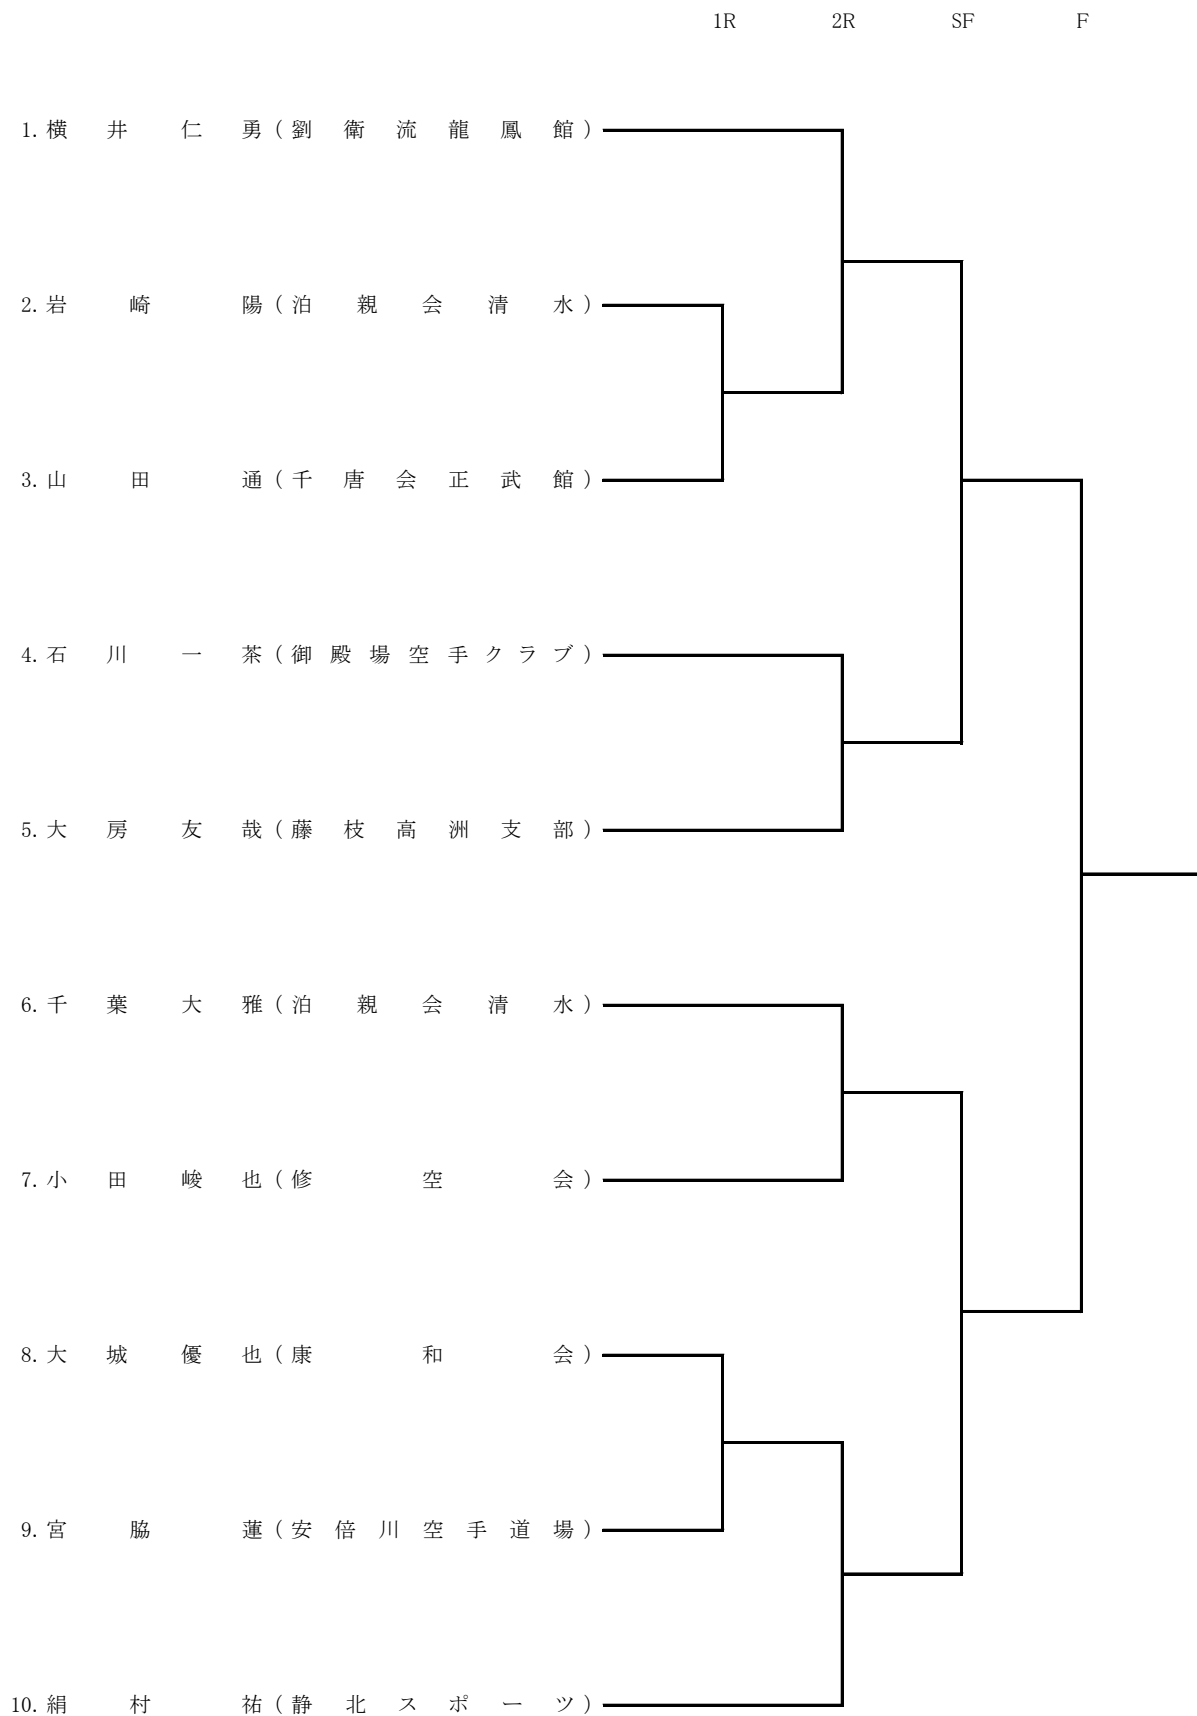 1R 2R SF F
1. 横井仁勇(劉衛流龍鳳館)
2. 岩崎陽(泊親会清水)
3. 山田通(千唐会正武館)
4. 石川一茶(御殿場空手クラブ)
5. 大房友哉(藤枝高洲支部)
6. 千葉大雅(泊親会清水)
7. 小田峻也(修空会)
8. 大城優也(康和会)
9. 宮脇蓮(安倍川空手道場)
10. 絹村祐(静北スポーツ)